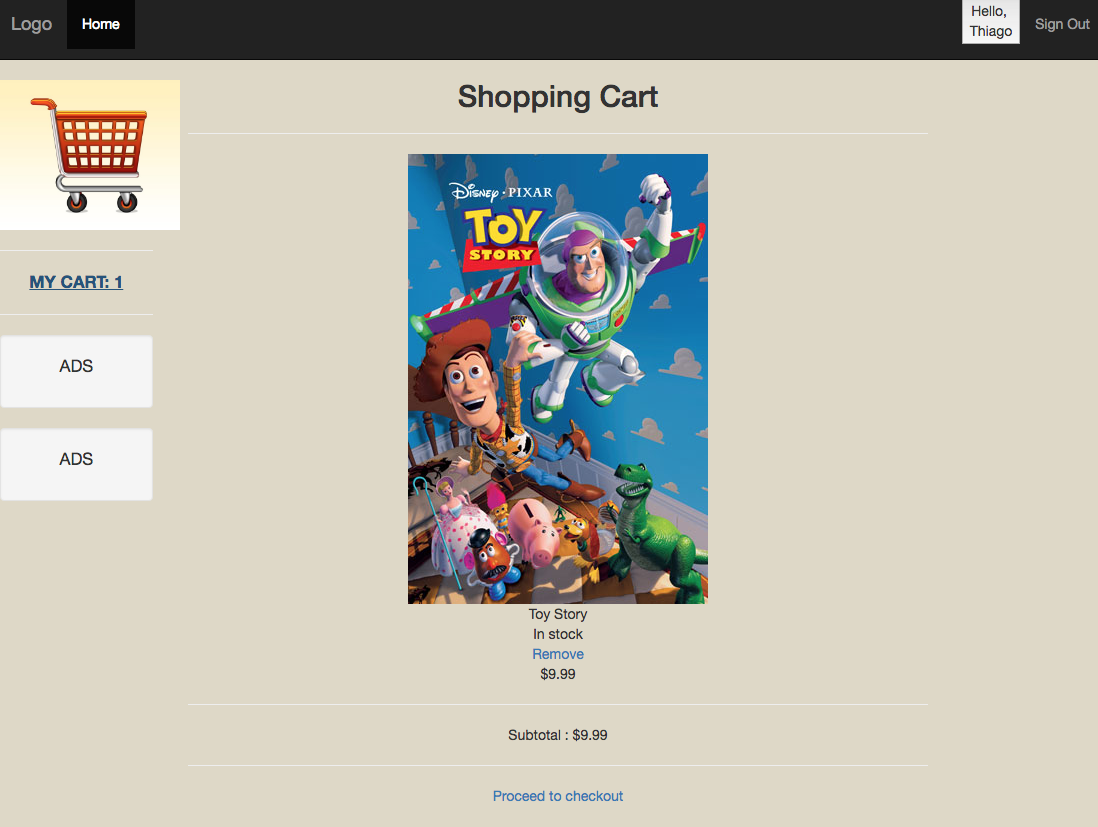 Logo
Home
Hello,
Thiago
Sign Out
Shopping Cart
MY CART: 1
ADS
ADS
Disney · PIXAR
TOY
STORY
Toy Story
In stock
Remove
$9.99
Subtotal : $9.99
Proceed to checkout